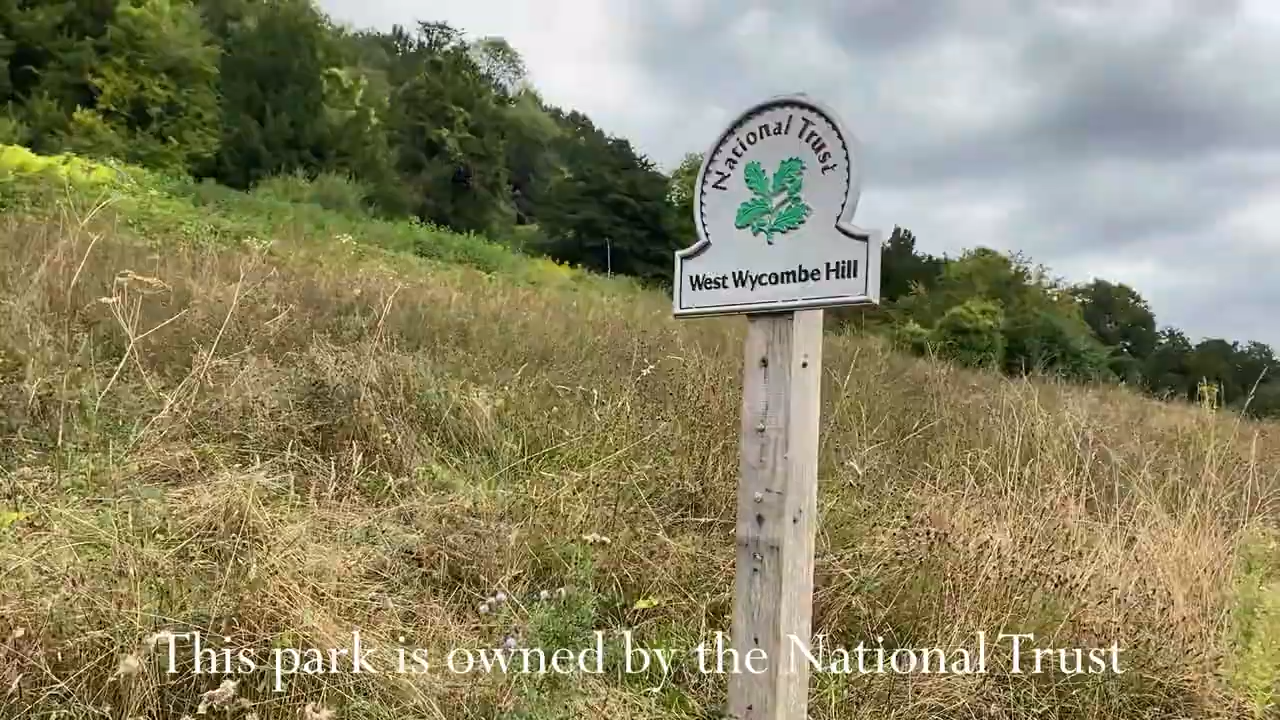 National Trust
West Wycombe Hill
This park is owned by the National Trust